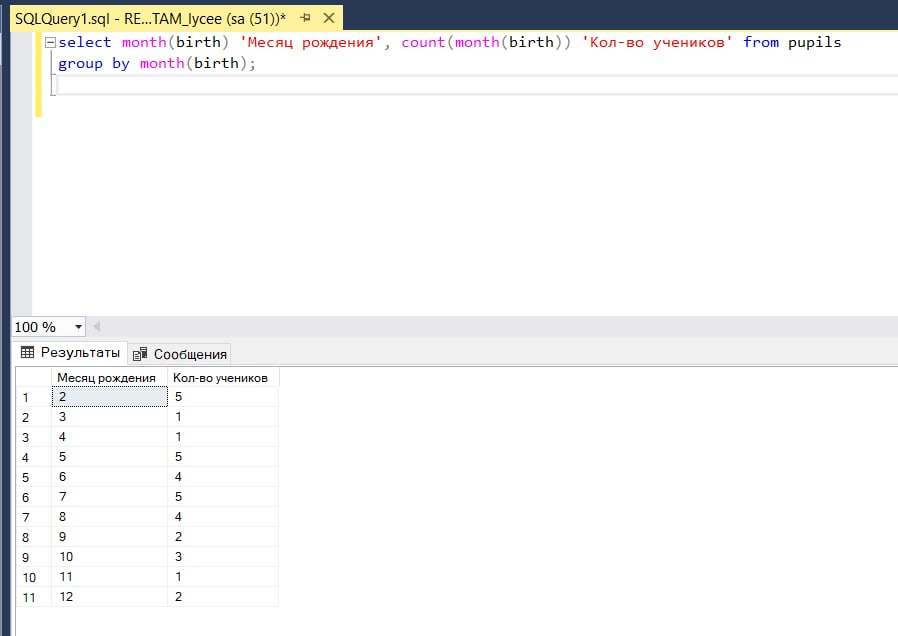 SQLQuery1.sql - RE...TAM_lycee (sa (51))*
select month(birth) 'Месяц рождения', count(month(birth)) 'Кол-во учеников' from pupils
group by month(birth);
100 %
Результаты Сообщения
Месяц рождения Кол-во учеников
1 2 5
2 3 1
3 4 1
4 5 5
5 6 4
6 7 5
7 8 4
8 9 2
9 10 3
10 11 1
11 12 2